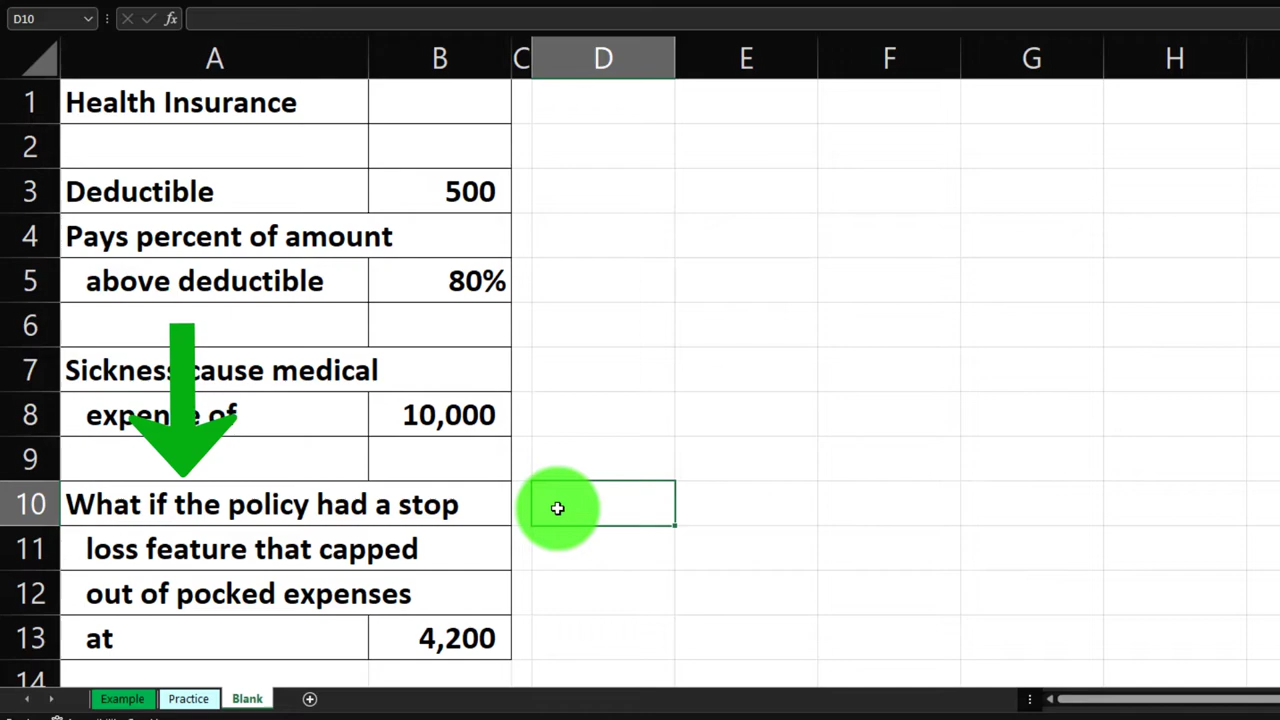 D10
fx
A B C D E F G H
1 Health Insurance
2
3 Deductible 500
4 Pays percent of amount
5 above deductible 80%
6
7 Sickness cause medical
8 expense of 10,000
9
10 What if the policy had a stop
11 loss feature that capped
12 out of pocked expenses
13 at 4,200
14
Example Practice Blank